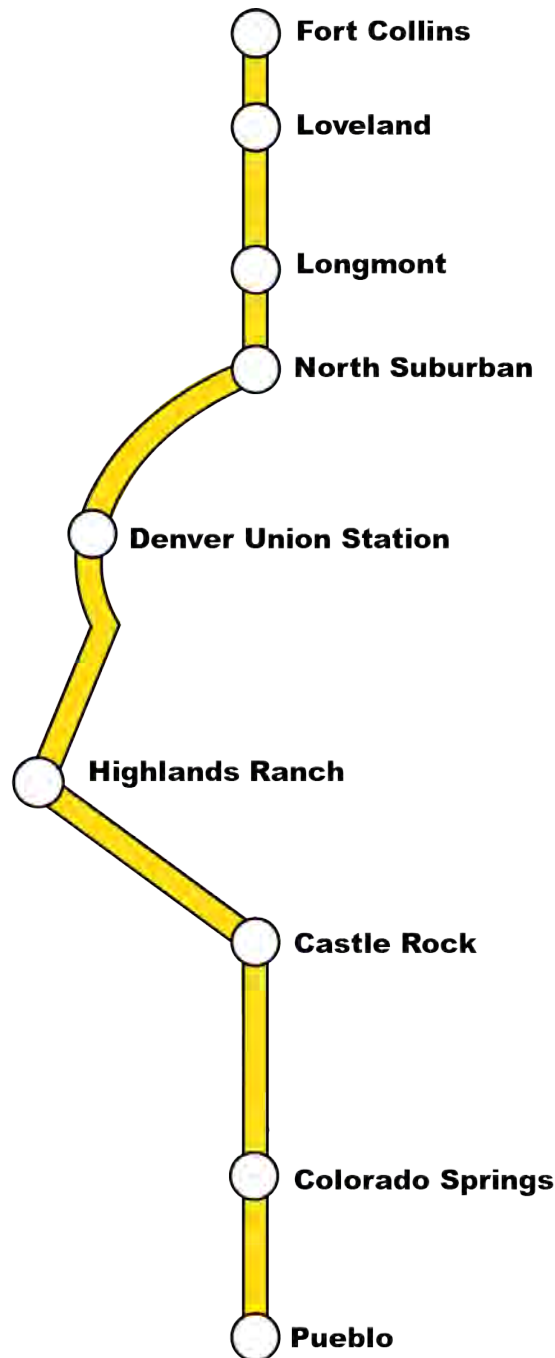 Fort Collins
Loveland
Longmont
North Suburban
Denver Union Station
Highlands Ranch
Castle Rock
Colorado Springs
Pueblo